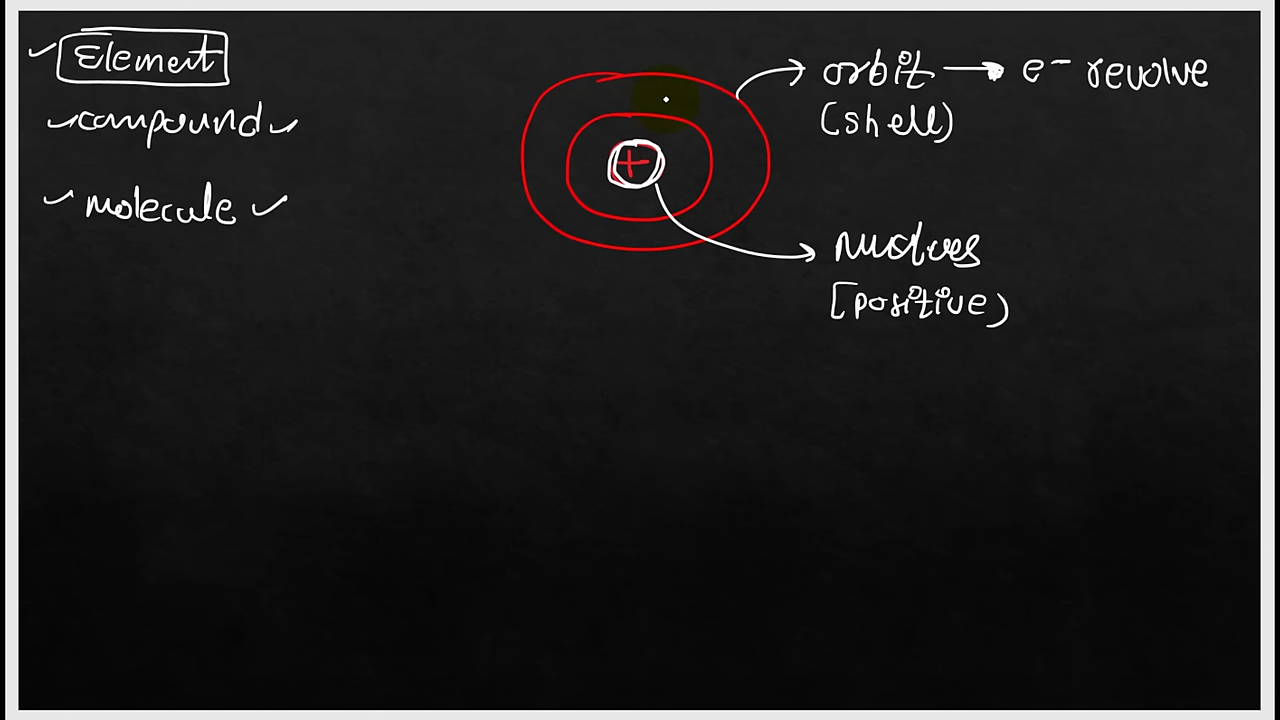 Element
compound
molecule
+
orbit → e⁻ revolve
(shell)
Nucleus
[positive)